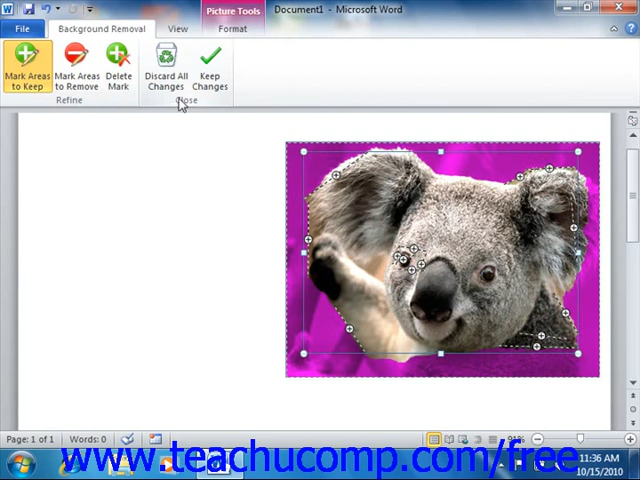 Picture Tools
Document1 - Microsoft Word
File
Background Removal
View
Format
Mark Areas to Keep
Mark Areas to Remove
Delete Mark
Discard All Changes
Keep Changes
Refine
Close
Page: 1 of 1
Words: 0
91%
www.teachucomp.com/free
11:36 AM
10/15/2010